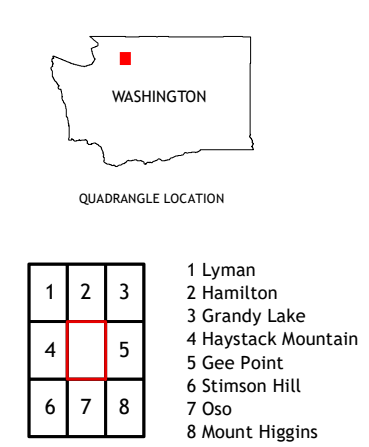 WASHINGTON
QUADRANGLE LOCATION
1 2 3
4 5
6 7 8
1 Lyman
2 Hamilton
3 Grandy Lake
4 Haystack Mountain
5 Gee Point
6 Stimson Hill
7 Oso
8 Mount Higgins